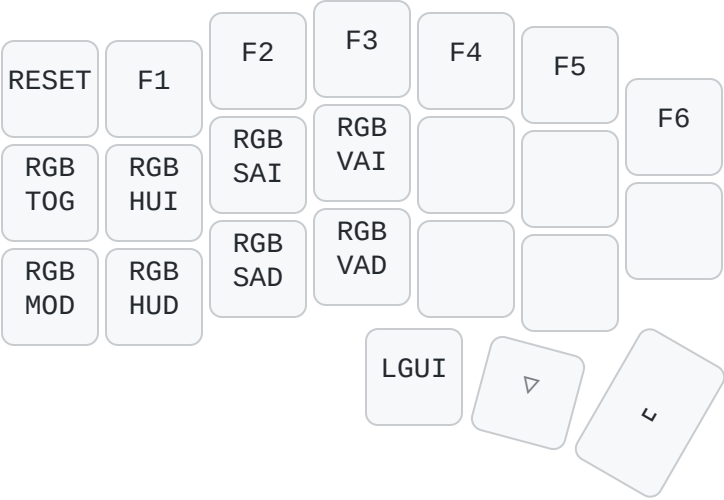 RESET
F1
F2
F3
F4
F5
F6
RGB
TOG
RGB
HUI
RGB
SAI
RGB
VAI
RGB
MOD
RGB
HUD
RGB
SAD
RGB
VAD
LGUI
▽
⎵